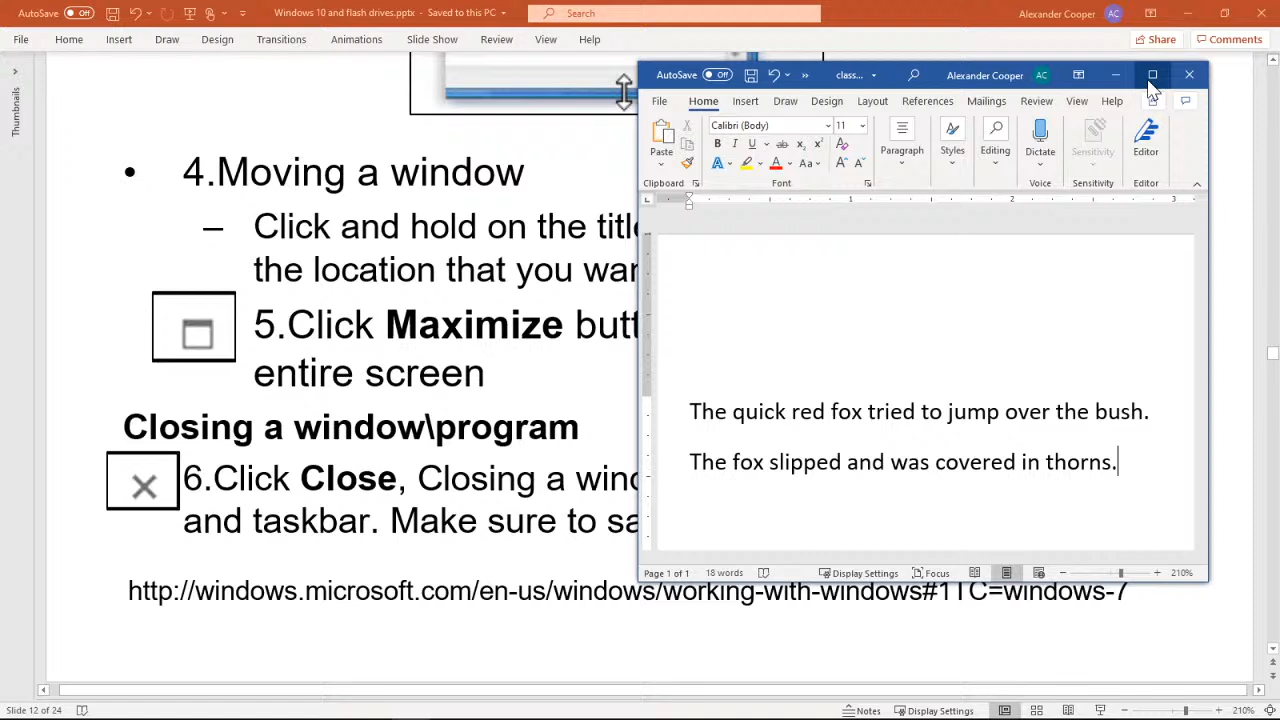 AutoSave Off Windows 10 and flash drives.pptx - Saved to this PC Search Alexander Cooper AC
File Home Insert Draw Design Transitions Animations Slide Show Review View Help Share Comments
Thumbnails
4.Moving a window
– Click and hold on the titl
the location that you wa
5.Click Maximize butt
entire screen
Closing a window\program
6.Click Close, Closing a wind
and taskbar. Make sure to sa
http://windows.microsoft.com/en-us/windows/working-with-windows#1TC=windows-7
AutoSave Off class... Alexander Cooper AC
File Home Insert Draw Design Layout References Mailings Review View Help
Calibri (Body) 11
Paste Paragraph Styles Editing Dictate Sensitivity Editor
Clipboard Font Voice Sensitivity Editor
1 2 3
The quick red fox tried to jump over the bush.
The fox slipped and was covered in thorns.
Page 1 of 1 18 words Display Settings Focus 210%
Slide 12 of 24 Notes Display Settings 210%